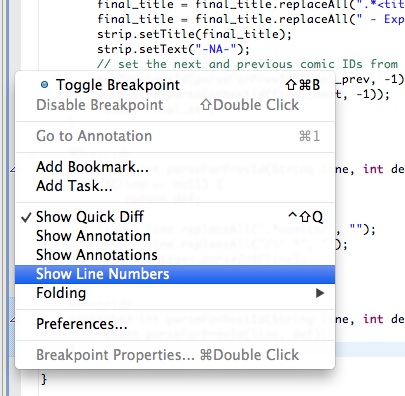 final_title = final_title.replaceAll(".*<tit
final_title = final_title.replaceAll(" - Exp
strip.setTitle(final_title);
strip.setText("-NA-");
// set the next and previous comic IDs from
Toggle Breakpoint ⇧⌘B _prev, -1)
Disable Breakpoint ⇧Double Click t, -1));
Go to Annotation ⌘1
Add Bookmark... ine, int de
Add Task...
✓ Show Quick Diff ^⇧Q
Show Annotation , "");
Show Annotations );
Show Line Numbers
Folding ▶
Preferences... ine, int de
Breakpoint Properties... ⌘Double Click
}